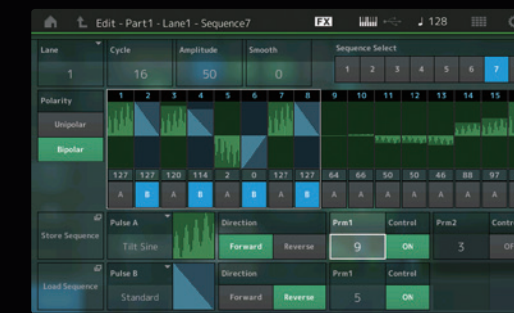 Edit - Part1 - Lane1 - Sequence7 FX 128
Lane Cycle Amplitude Smooth Sequence Select
1 16 50 0 1 2 3 4 5 6 7
Polarity 1 2 3 4 5 6 7 8 9 10 11 12 13 14 15
Unipolar
Bipolar
127 127 120 114 2 0 127 127 64 66 50 50 46 88 97
A B A B A B A B A A A A A A A
Pulse A Direction Prm1 Control Prm2
Store Sequence Tilt Sine Forward Reverse 9 ON 3
Pulse B Direction Prm1 Control
Load Sequence Standard Forward Reverse 5 ON